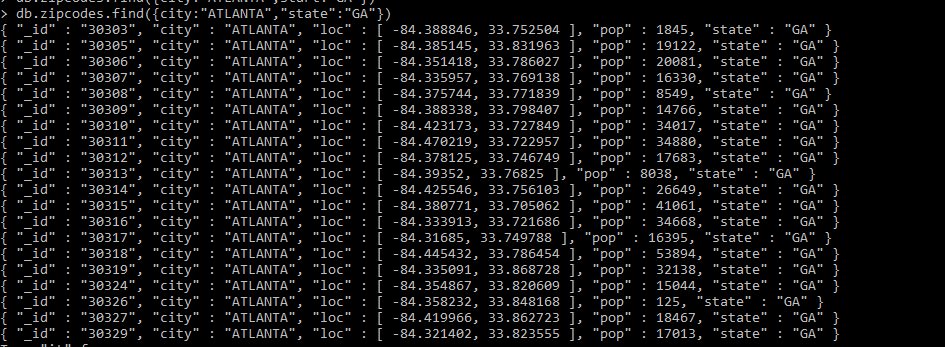 > db.zipcodes.find({city:"ATLANTA","state":"GA"})
{ "_id" : "30303", "city" : "ATLANTA", "loc" : [ -84.388846, 33.752504 ], "pop" : 1845, "state" : "GA" }
{ "_id" : "30305", "city" : "ATLANTA", "loc" : [ -84.385145, 33.831963 ], "pop" : 19122, "state" : "GA" }
{ "_id" : "30306", "city" : "ATLANTA", "loc" : [ -84.351418, 33.786027 ], "pop" : 20081, "state" : "GA" }
{ "_id" : "30307", "city" : "ATLANTA", "loc" : [ -84.335957, 33.769138 ], "pop" : 16330, "state" : "GA" }
{ "_id" : "30308", "city" : "ATLANTA", "loc" : [ -84.375744, 33.771839 ], "pop" : 8549, "state" : "GA" }
{ "_id" : "30309", "city" : "ATLANTA", "loc" : [ -84.388338, 33.798407 ], "pop" : 14766, "state" : "GA" }
{ "_id" : "30310", "city" : "ATLANTA", "loc" : [ -84.423173, 33.727849 ], "pop" : 34017, "state" : "GA" }
{ "_id" : "30311", "city" : "ATLANTA", "loc" : [ -84.470219, 33.722957 ], "pop" : 34880, "state" : "GA" }
{ "_id" : "30312", "city" : "ATLANTA", "loc" : [ -84.378125, 33.746749 ], "pop" : 17683, "state" : "GA" }
{ "_id" : "30313", "city" : "ATLANTA", "loc" : [ -84.39352, 33.76825 ], "pop" : 8038, "state" : "GA" }
{ "_id" : "30314", "city" : "ATLANTA", "loc" : [ -84.425546, 33.756103 ], "pop" : 26649, "state" : "GA" }
{ "_id" : "30315", "city" : "ATLANTA", "loc" : [ -84.380771, 33.705062 ], "pop" : 41061, "state" : "GA" }
{ "_id" : "30316", "city" : "ATLANTA", "loc" : [ -84.333913, 33.721686 ], "pop" : 34668, "state" : "GA" }
{ "_id" : "30317", "city" : "ATLANTA", "loc" : [ -84.31685, 33.749788 ], "pop" : 16395, "state" : "GA" }
{ "_id" : "30318", "city" : "ATLANTA", "loc" : [ -84.445432, 33.786454 ], "pop" : 53894, "state" : "GA" }
{ "_id" : "30319", "city" : "ATLANTA", "loc" : [ -84.335091, 33.868728 ], "pop" : 32138, "state" : "GA" }
{ "_id" : "30324", "city" : "ATLANTA", "loc" : [ -84.354867, 33.820609 ], "pop" : 15044, "state" : "GA" }
{ "_id" : "30326", "city" : "ATLANTA", "loc" : [ -84.358232, 33.848168 ], "pop" : 125, "state" : "GA" }
{ "_id" : "30327", "city" : "ATLANTA", "loc" : [ -84.419966, 33.862723 ], "pop" : 18467, "state" : "GA" }
{ "_id" : "30329", "city" : "ATLANTA", "loc" : [ -84.321402, 33.823555 ], "pop" : 17013, "state" : "GA" }